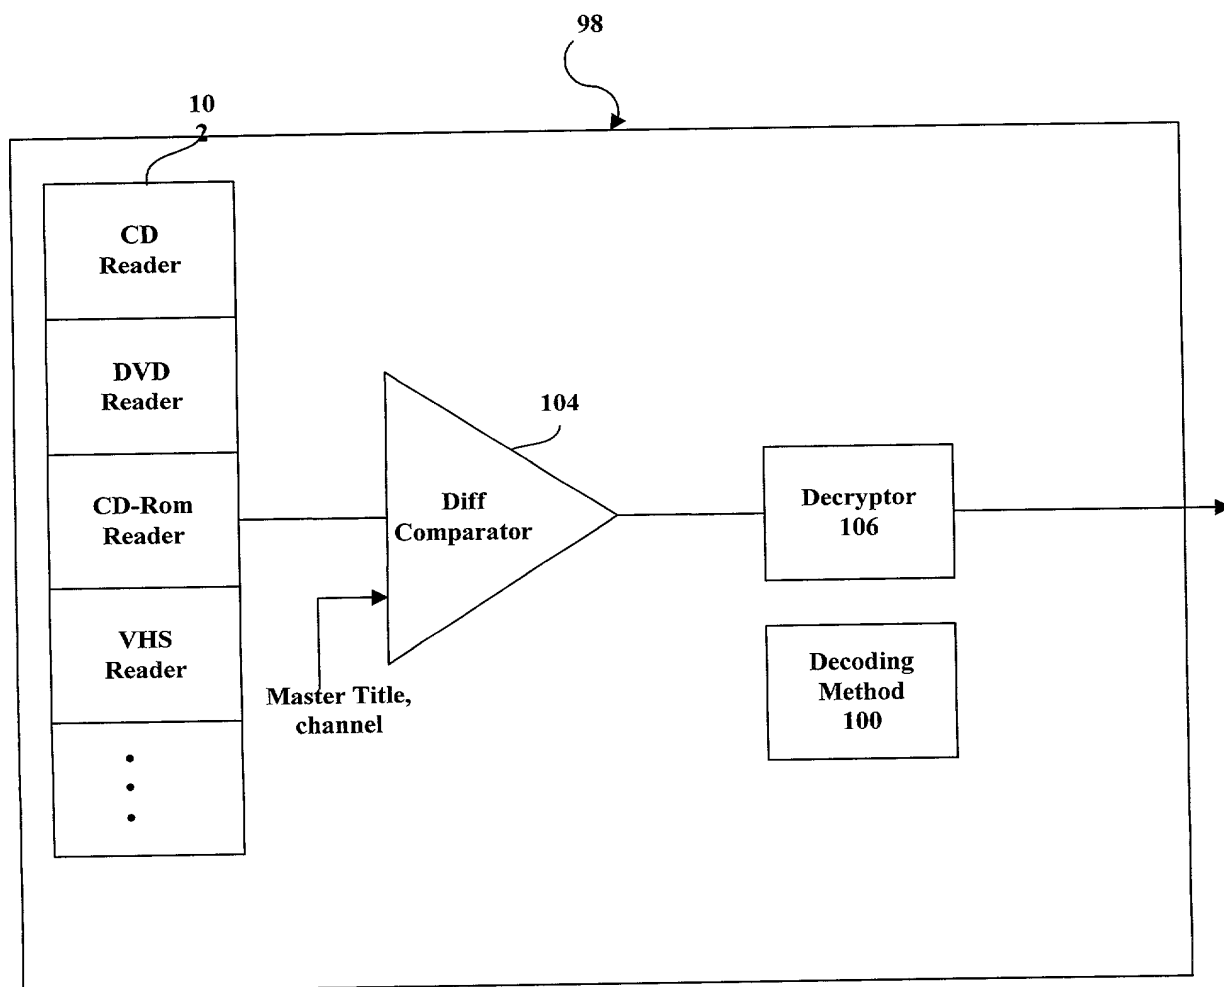 98
10
2
CD
Reader
DVD
Reader
CD-Rom
Reader
VHS
Reader
104
Diff
Comparator
Master Title,
channel
Decryptor
106
Decoding
Method
100